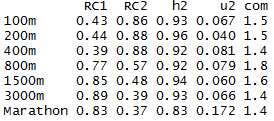 RC1 RC2 h2 u2 com
100m 0.43 0.86 0.93 0.067 1.5
200m 0.44 0.88 0.96 0.040 1.5
400m 0.39 0.88 0.92 0.081 1.4
800m 0.77 0.57 0.92 0.079 1.8
1500m 0.85 0.48 0.94 0.060 1.6
3000m 0.89 0.39 0.93 0.066 1.4
Marathon 0.83 0.37 0.83 0.172 1.4